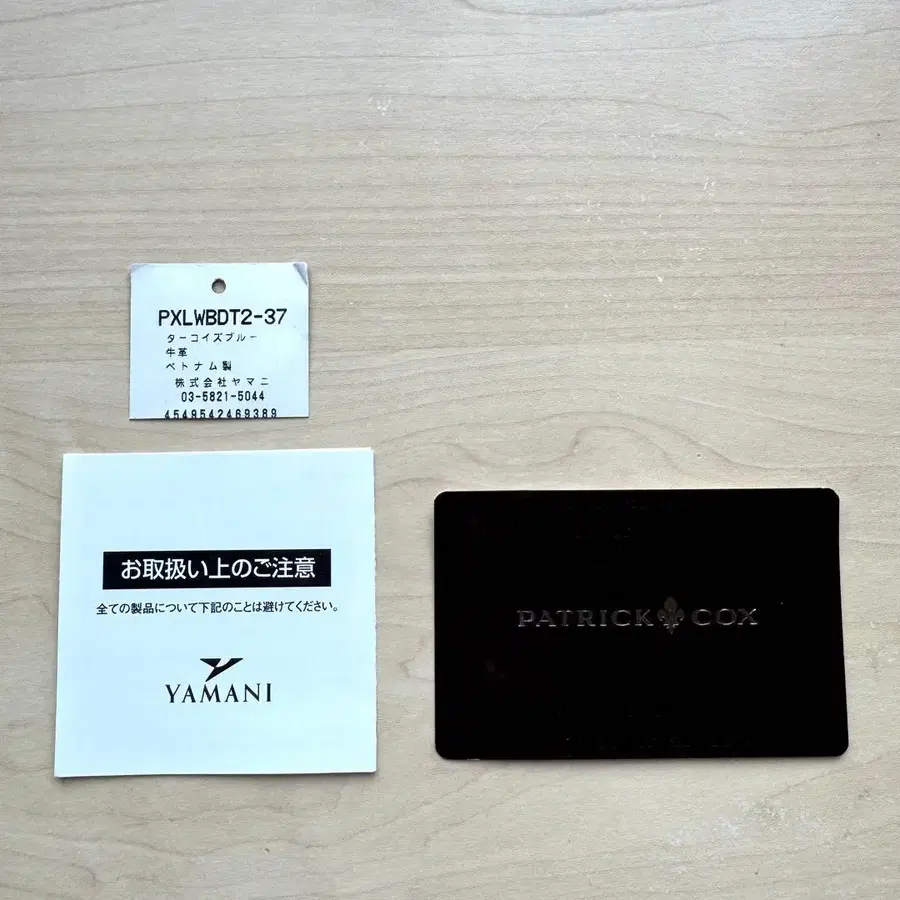 PXLWBDT2-37
ターコイズブルー
牛革
ベトナム製
株式会社ヤマニ
03-5821-5044
4549542469389
お取扱い上のご注意
全ての製品について下記のことは避けてください。
YAMANI
PATRICK COX